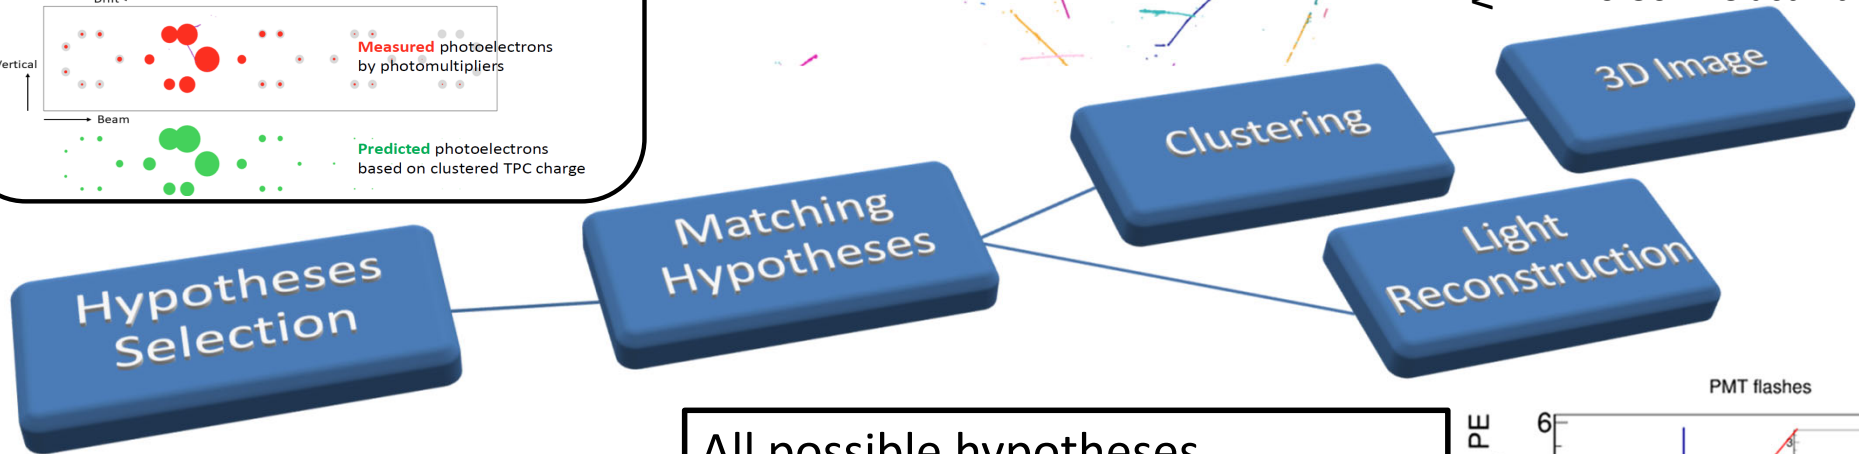 Measured photoelectrons
by photomultipliers
Vertical
Beam
Predicted photoelectrons
based on clustered TPC charge
3D Image
Clustering
Matching
Hypotheses
Light
Reconstruction
Hypotheses
Selection
PMT flashes
All possible hypotheses
PE
6